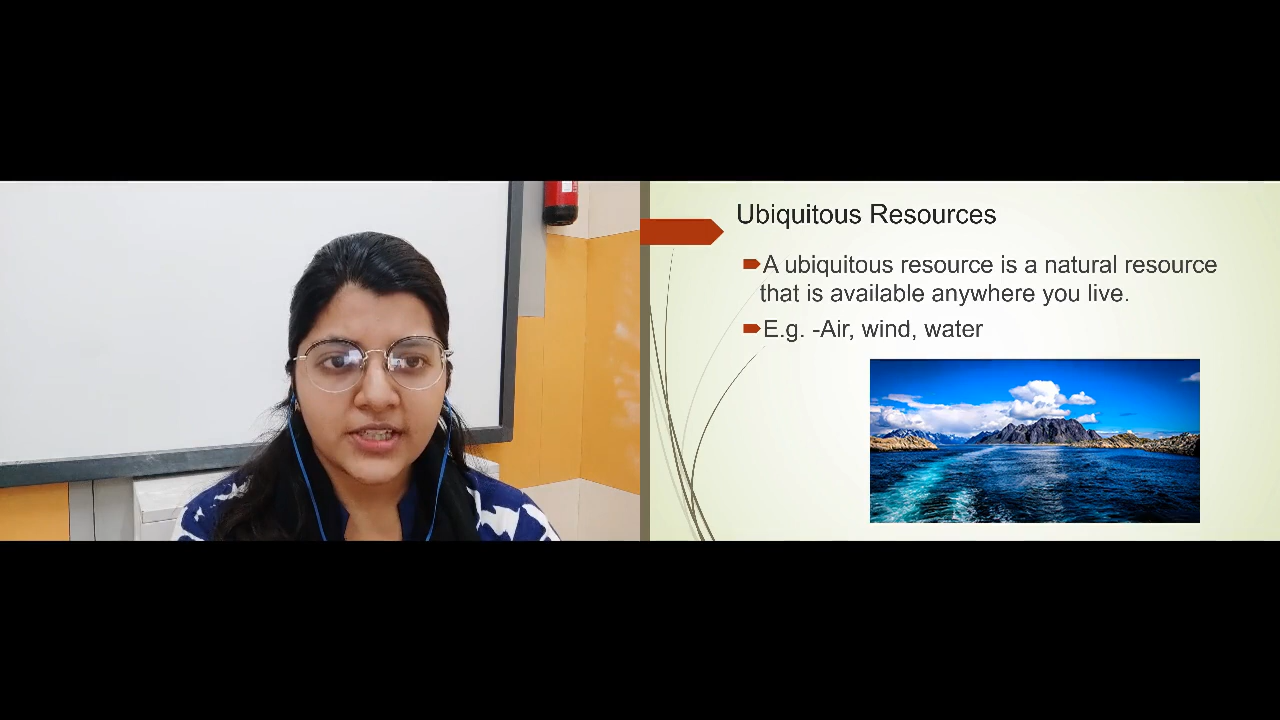 Ubiquitous Resources
A ubiquitous resource is a natural resource
that is available anywhere you live.
E.g. -Air, wind, water